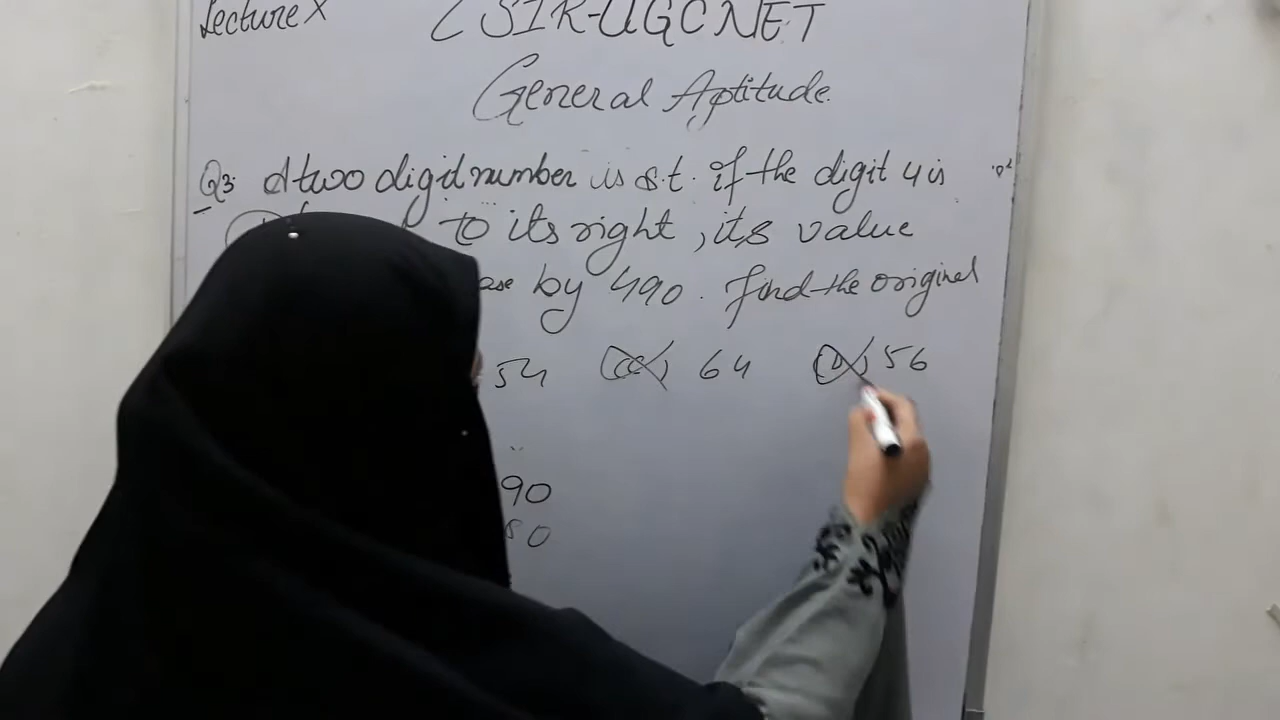 Lecture X
CSIR-UGC NET
General Aptitude.
Q3. A two digit number is s.t. if the digit 4 is
to its right, its value
by 490. find the original
54 (c) 64 (D) 56
90
80